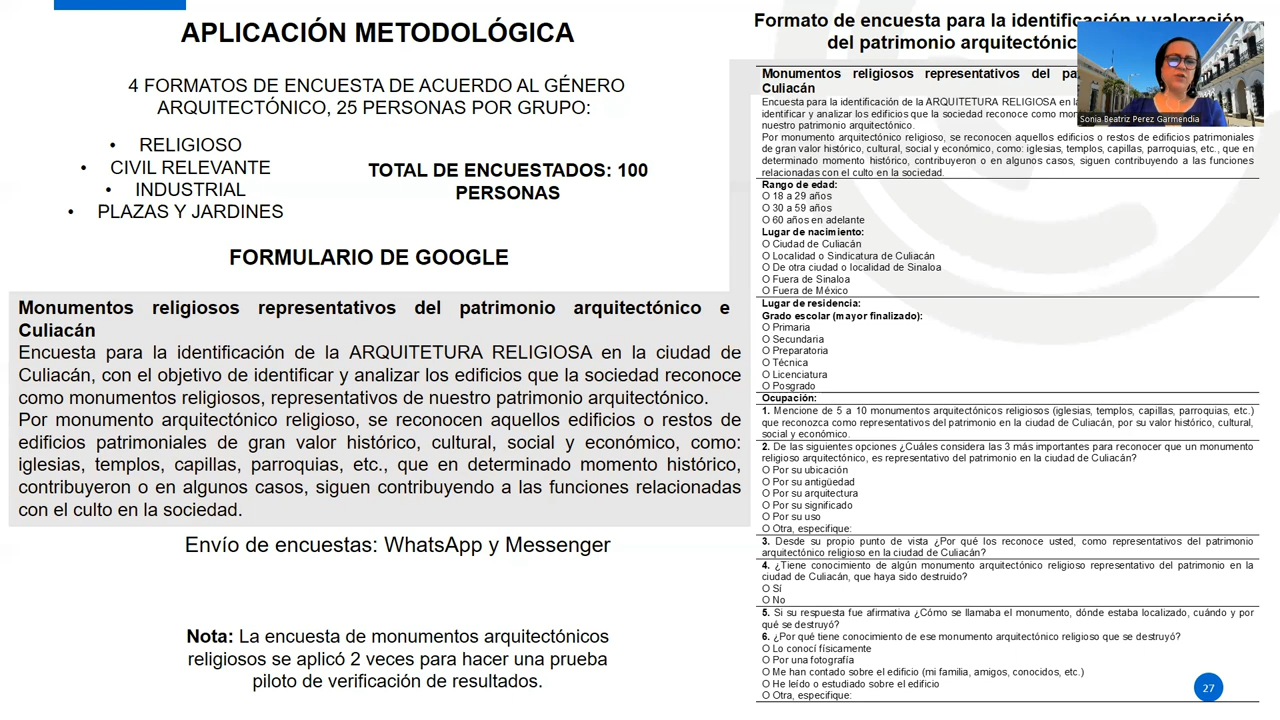 APLICACIÓN METODOLÓGICA
4 FORMATOS DE ENCUESTA DE ACUERDO AL GÉNERO
ARQUITECTÓNICO, 25 PERSONAS POR GRUPO:
• RELIGIOSO
• CIVIL RELEVANTE
• INDUSTRIAL
• PLAZAS Y JARDINES
TOTAL DE ENCUESTADOS: 100
PERSONAS
FORMULARIO DE GOOGLE
Monumentos religiosos representativos del patrimonio arquitectónico e
Culiacán
Encuesta para la identificación de la ARQUITETURA RELIGIOSA en la ciudad de
Culiacán, con el objetivo de identificar y analizar los edificios que la sociedad reconoce
como monumentos religiosos, representativos de nuestro patrimonio arquitectónico.
Por monumento arquitectónico religioso, se reconocen aquellos edificios o restos de
edificios patrimoniales de gran valor histórico, cultural, social y económico, como:
iglesias, templos, capillas, parroquias, etc., que en determinado momento histórico,
contribuyeron o en algunos casos, siguen contribuyendo a las funciones relacionadas
con el culto en la sociedad.
Envío de encuestas: WhatsApp y Messenger
Nota: La encuesta de monumentos arquitectónicos
religiosos se aplicó 2 veces para hacer una prueba
piloto de verificación de resultados.
Formato de encuesta para la identificación y valoración
del patrimonio arquitectónic
Monumentos religiosos representativos del pa
Culiacán
Encuesta para la identificación de la ARQUITETURA RELIGIOSA en la
identificar y analizar los edificios que la sociedad reconoce como mon
nuestro patrimonio arquitectónico.
Por monumento arquitectónico religioso, se reconocen aquellos edificios o restos de edificios patrimoniales
de gran valor histórico, cultural, social y económico, como: iglesias, templos, capillas, parroquias, etc., que en
determinado momento histórico, contribuyeron o en algunos casos, siguen contribuyendo a las funciones
relacionadas con el culto en la sociedad.
Rango de edad:
O 18 a 29 años
O 30 a 59 años
O 60 años en adelante
Lugar de nacimiento:
O Ciudad de Culiacán
O Localidad o Sindicatura de Culiacán
O De otra ciudad o localidad de Sinaloa
O Fuera de Sinaloa
O Fuera de México
Lugar de residencia:
Grado escolar (mayor finalizado):
O Primaria
O Secundaria
O Preparatoria
O Técnica
O Licenciatura
O Posgrado
Ocupación:
1. Mencione de 5 a 10 monumentos arquitectónicos religiosos (iglesias, templos, capillas, parroquias, etc.)
que reconozca como representativos del patrimonio en la ciudad de Culiacán, por su valor histórico, cultural,
social y económico.
2. De las siguientes opciones ¿Cuáles considera las 3 más importantes para reconocer que un monumento
religioso arquitectónico, es representativo del patrimonio en la ciudad de Culiacán?
O Por su ubicación
O Por su antigüedad
O Por su arquitectura
O Por su significado
O Por su uso
O Otra, especifique:
3. Desde su propio punto de vista ¿Por qué los reconoce usted, como representativos del patrimonio
arquitectónico religioso en la ciudad de Culiacán?
4. ¿Tiene conocimiento de algún monumento arquitectónico religioso representativo del patrimonio en la
ciudad de Culiacán, que haya sido destruido?
O Sí
O No
5. Si su respuesta fue afirmativa ¿Cómo se llamaba el monumento, dónde estaba localizado, cuándo y por
qué se destruyó?
6. ¿Por qué tiene conocimiento de ese monumento arquitectónico religioso que se destruyó?
O Lo conocí físicamente
O Por una fotografía
O Me han contado sobre el edificio (mi familia, amigos, conocidos, etc.)
O He leído o estudiado sobre el edificio
O Otra, especifique:
Sonia Beatriz Perez Garmendia
27